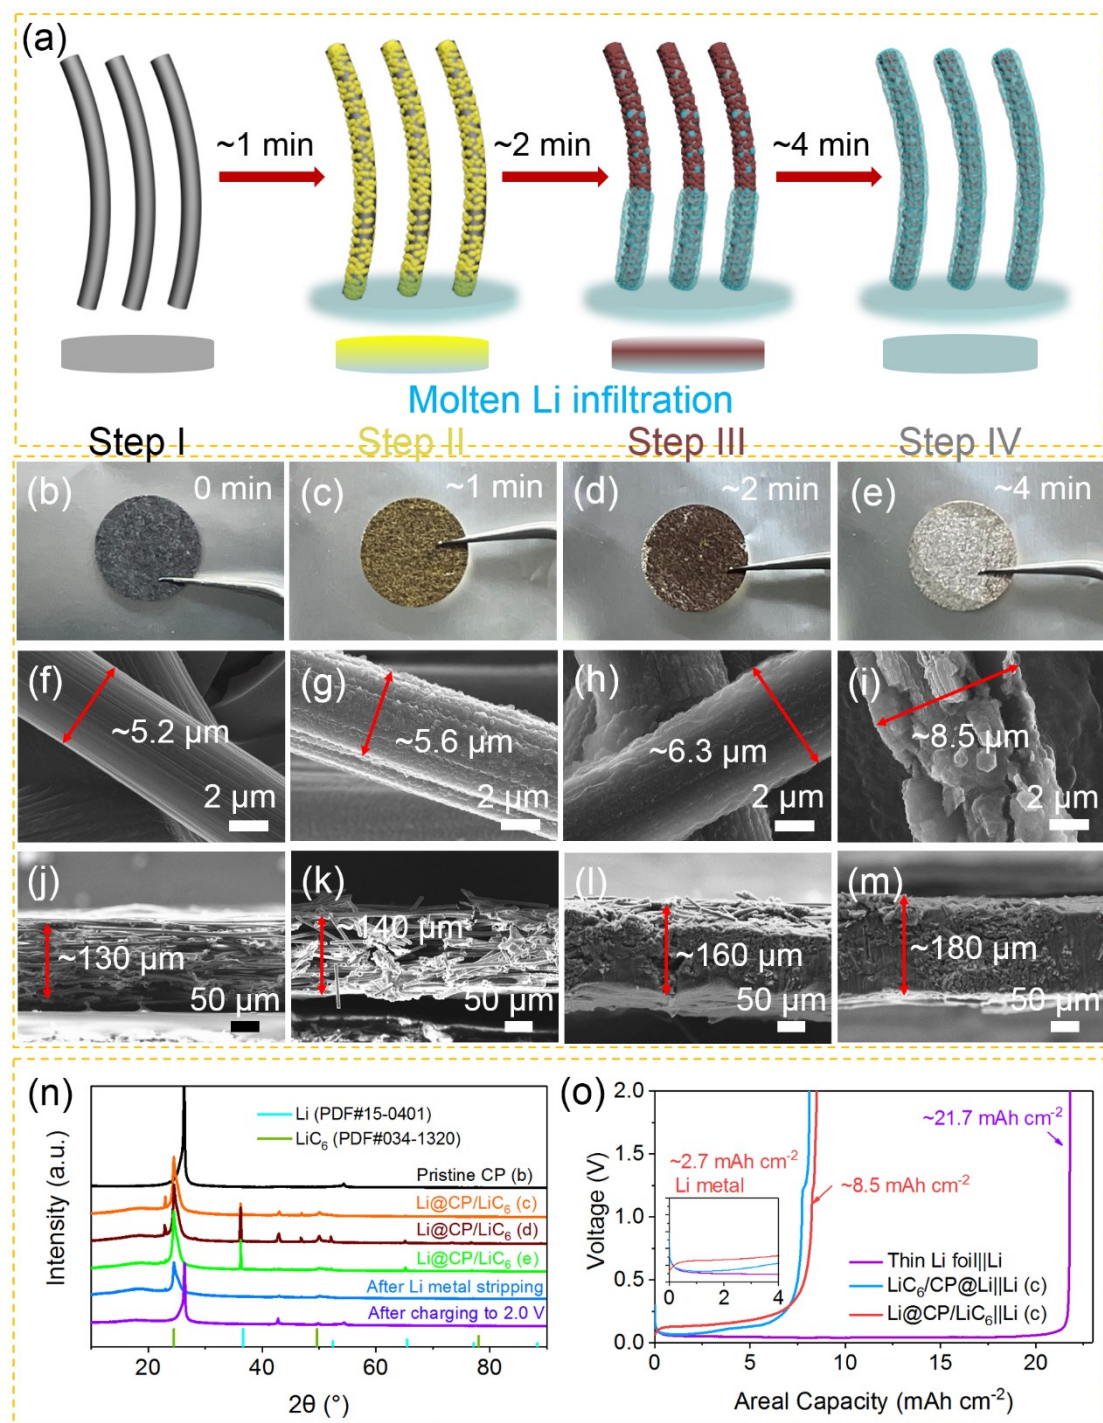 (a)
~1 min
~2 min
~4 min
Molten Li infiltration
Step I
Step II
Step III
Step IV
(b)
0 min
(c)
~1 min
(d)
~2 min
(e)
~4 min
(f)
~5.2 μm
2 μm
(g)
~5.6 μm
2 μm
(h)
~6.3 μm
2 μm
(i)
~8.5 μm
2 μm
(j)
~130 μm
50 μm
(k)
~140 μm
50 μm
(l)
~160 μm
50 μm
(m)
~180 μm
50 μm
(n)
Li (PDF#15-0401)
LiC₆ (PDF#034-1320)
Pristine CP (b)
Li@CP/LiC₆ (c)
Li@CP/LiC₆ (d)
Li@CP/LiC₆ (e)
After Li metal stripping
After charging to 2.0 V
Intensity (a.u.)
20
40
60
80
2θ (°)
(o)
~21.7 mAh cm⁻²
~2.7 mAh cm⁻²
Li metal
~8.5 mAh cm⁻²
0
2
4
Thin Li foil||Li
LiC₆/CP@Li||Li (c)
Li@CP/LiC₆||Li (c)
Voltage (V)
2.0
1.5
1.0
0.5
0.0
0
5
10
15
20
Areal Capacity (mAh cm⁻²)